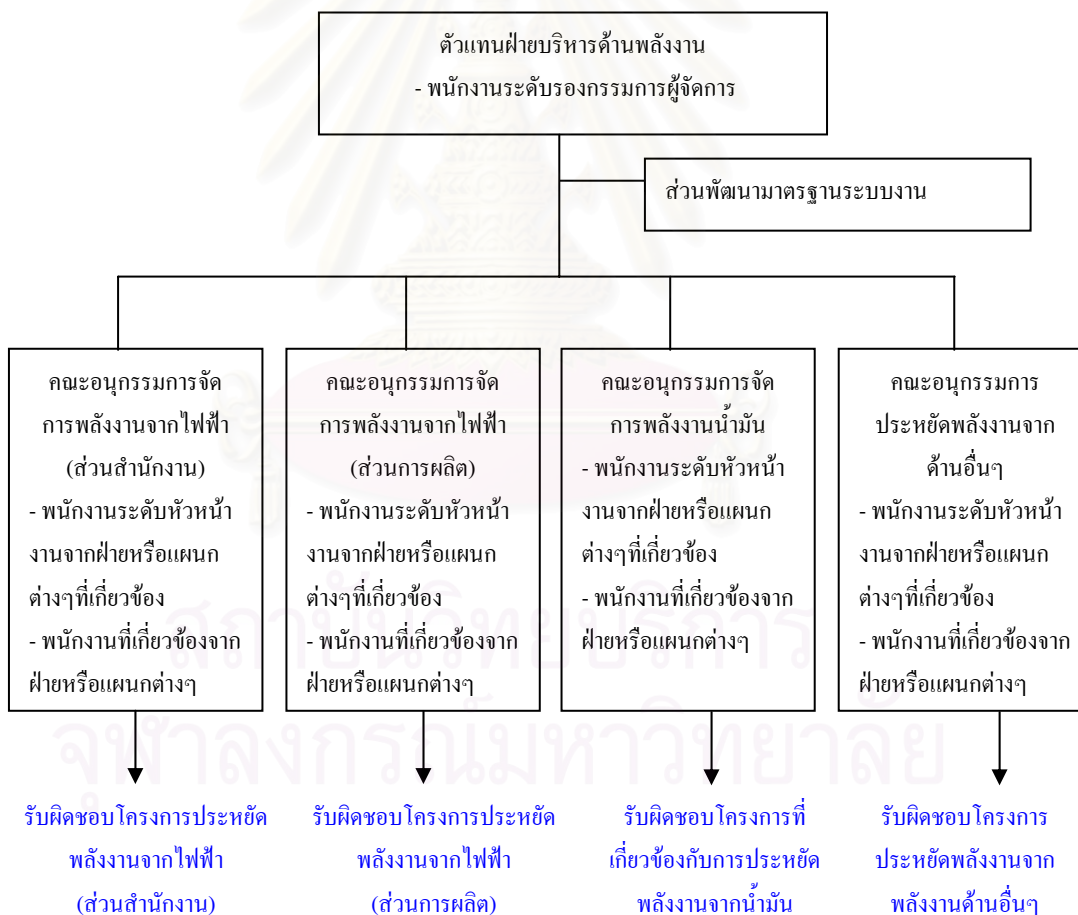 ตัวแทนฝ่ายบริหารด้านพลังงาน
- พนักงานระดับรองกรรมการผู้จัดการ
ส่วนพัฒนามาตรฐานระบบงาน
คณะอนุกรรมการจัด
การพลังงานจากไฟฟ้า
(ส่วนสำนักงาน)
- พนักงานระดับหัวหน้า
งานจากฝ่ายหรือแผนก
ต่างๆที่เกี่ยวข้อง
- พนักงานที่เกี่ยวข้องจาก
ฝ่ายหรือแผนกต่างๆ
คณะอนุกรรมการจัด
การพลังงานจากไฟฟ้า
(ส่วนการผลิต)
- พนักงานระดับหัวหน้า
งานจากฝ่ายหรือแผนก
ต่างๆที่เกี่ยวข้อง
- พนักงานที่เกี่ยวข้องจาก
ฝ่ายหรือแผนกต่างๆ
คณะอนุกรรมการจัด
การพลังงานน้ำมัน
- พนักงานระดับหัวหน้า
งานจากฝ่ายหรือแผนก
ต่างๆที่เกี่ยวข้อง
- พนักงานที่เกี่ยวข้องจาก
ฝ่ายหรือแผนกต่างๆ
คณะอนุกรรมการ
ประหยัดพลังงานจาก
ด้านอื่นๆ
- พนักงานระดับหัวหน้า
งานจากฝ่ายหรือแผนก
ต่างๆที่เกี่ยวข้อง
- พนักงานที่เกี่ยวข้องจาก
ฝ่ายหรือแผนกต่างๆ
สถาบันวิทยบริการ
จุฬาลงกรณ์มหาวิทยาลัย
รับผิดชอบโครงการประหยัด
พลังงานจากไฟฟ้า
(ส่วนสำนักงาน)
รับผิดชอบโครงการประหยัด
พลังงานจากไฟฟ้า
(ส่วนการผลิต)
รับผิดชอบโครงการที่
เกี่ยวข้องกับการประหยัด
พลังงานจากน้ำมัน
รับผิดชอบโครงการ
ประหยัดพลังงานจาก
พลังงานด้านอื่นๆ